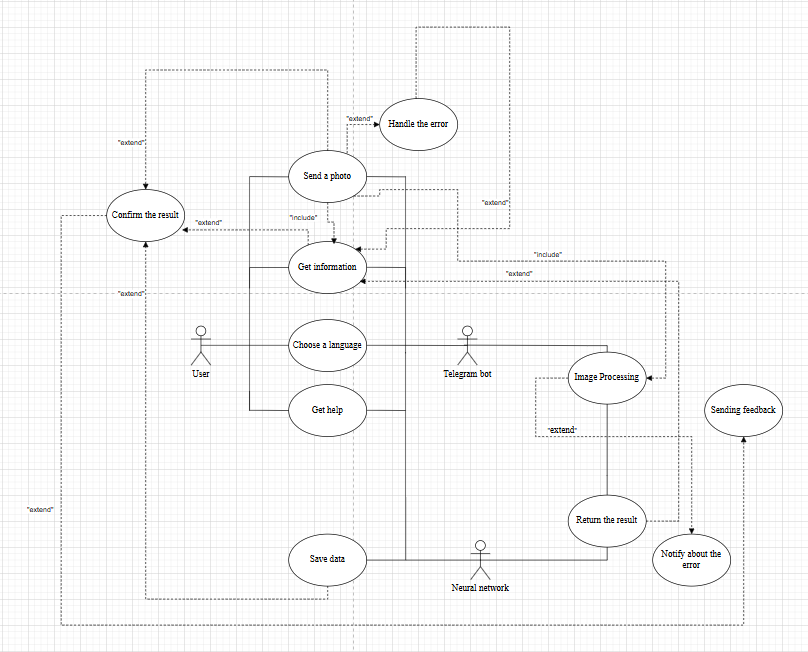 "extend"
Handle the error
"extend"
Send a photo
"extend"
Confirm the result
"include"
"extend"
"include"
Get information
"extend"
"extend"
Choose a language
User
Telegram bot
Image Processing
Get help
Sending feedback
"extend"
"extend"
Return the result
Save data
Notify about the
error
Neural network